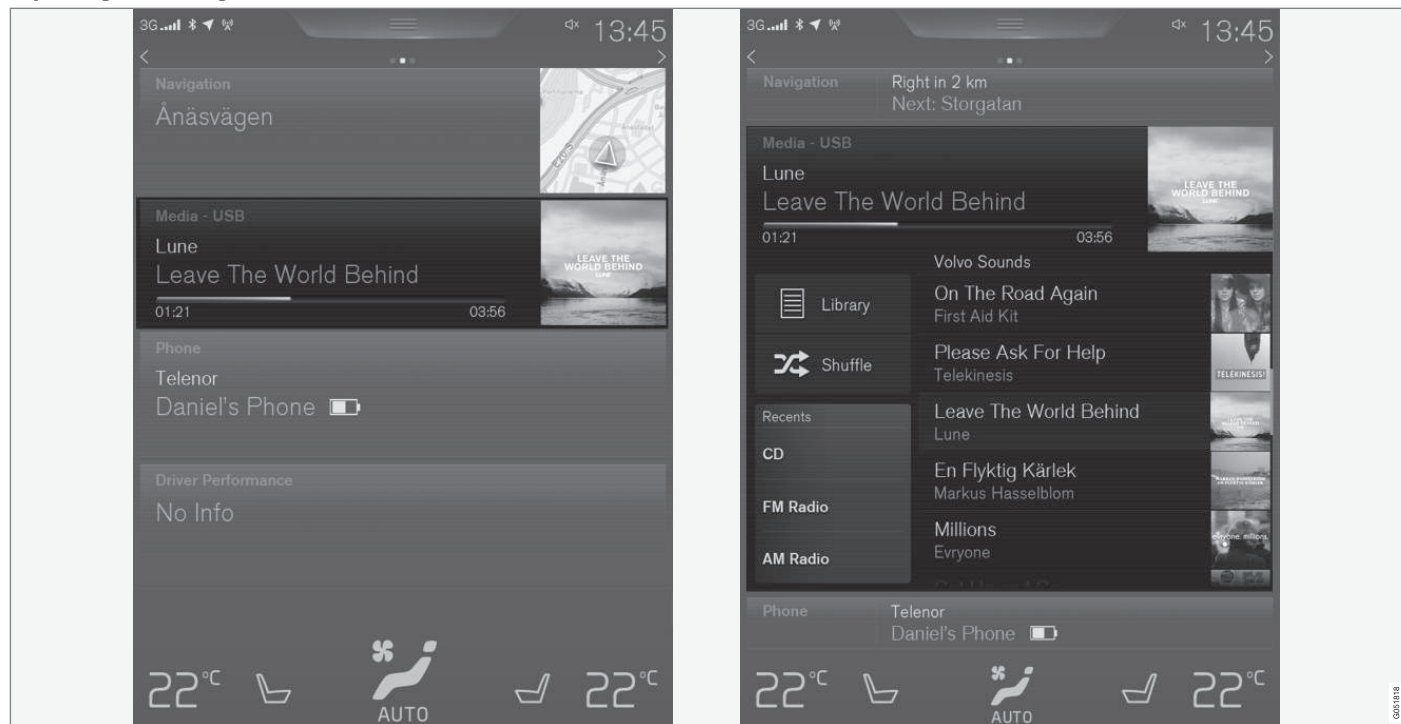 3G
13:45
Navigation
Ånäsvägen
Media - USB
Lune
Leave The World Behind
01:21
03:56
LEAVE THE
WORLD BEHIND
LUNE
Phone
Telenor
Daniel's Phone
Driver Performance
No Info
22°C
AUTO
22°C
3G
13:45
Navigation
Right in 2 km
Next: Storgatan
Media - USB
Lune
Leave The World Behind
01:21
03:56
LEAVE THE
WORLD BEHIND
LUNE
Volvo Sounds
Library
Shuffle
On The Road Again
First Aid Kit
Please Ask For Help
Telekinesis
TELEKINESIS!
Leave The World Behind
Lune
En Flyktig Kärlek
Markus Hasselblom
Millions
Evryone
Recents
CD
FM Radio
AM Radio
Phone
Telenor
Daniel's Phone
22°C
AUTO
22°C
G051818